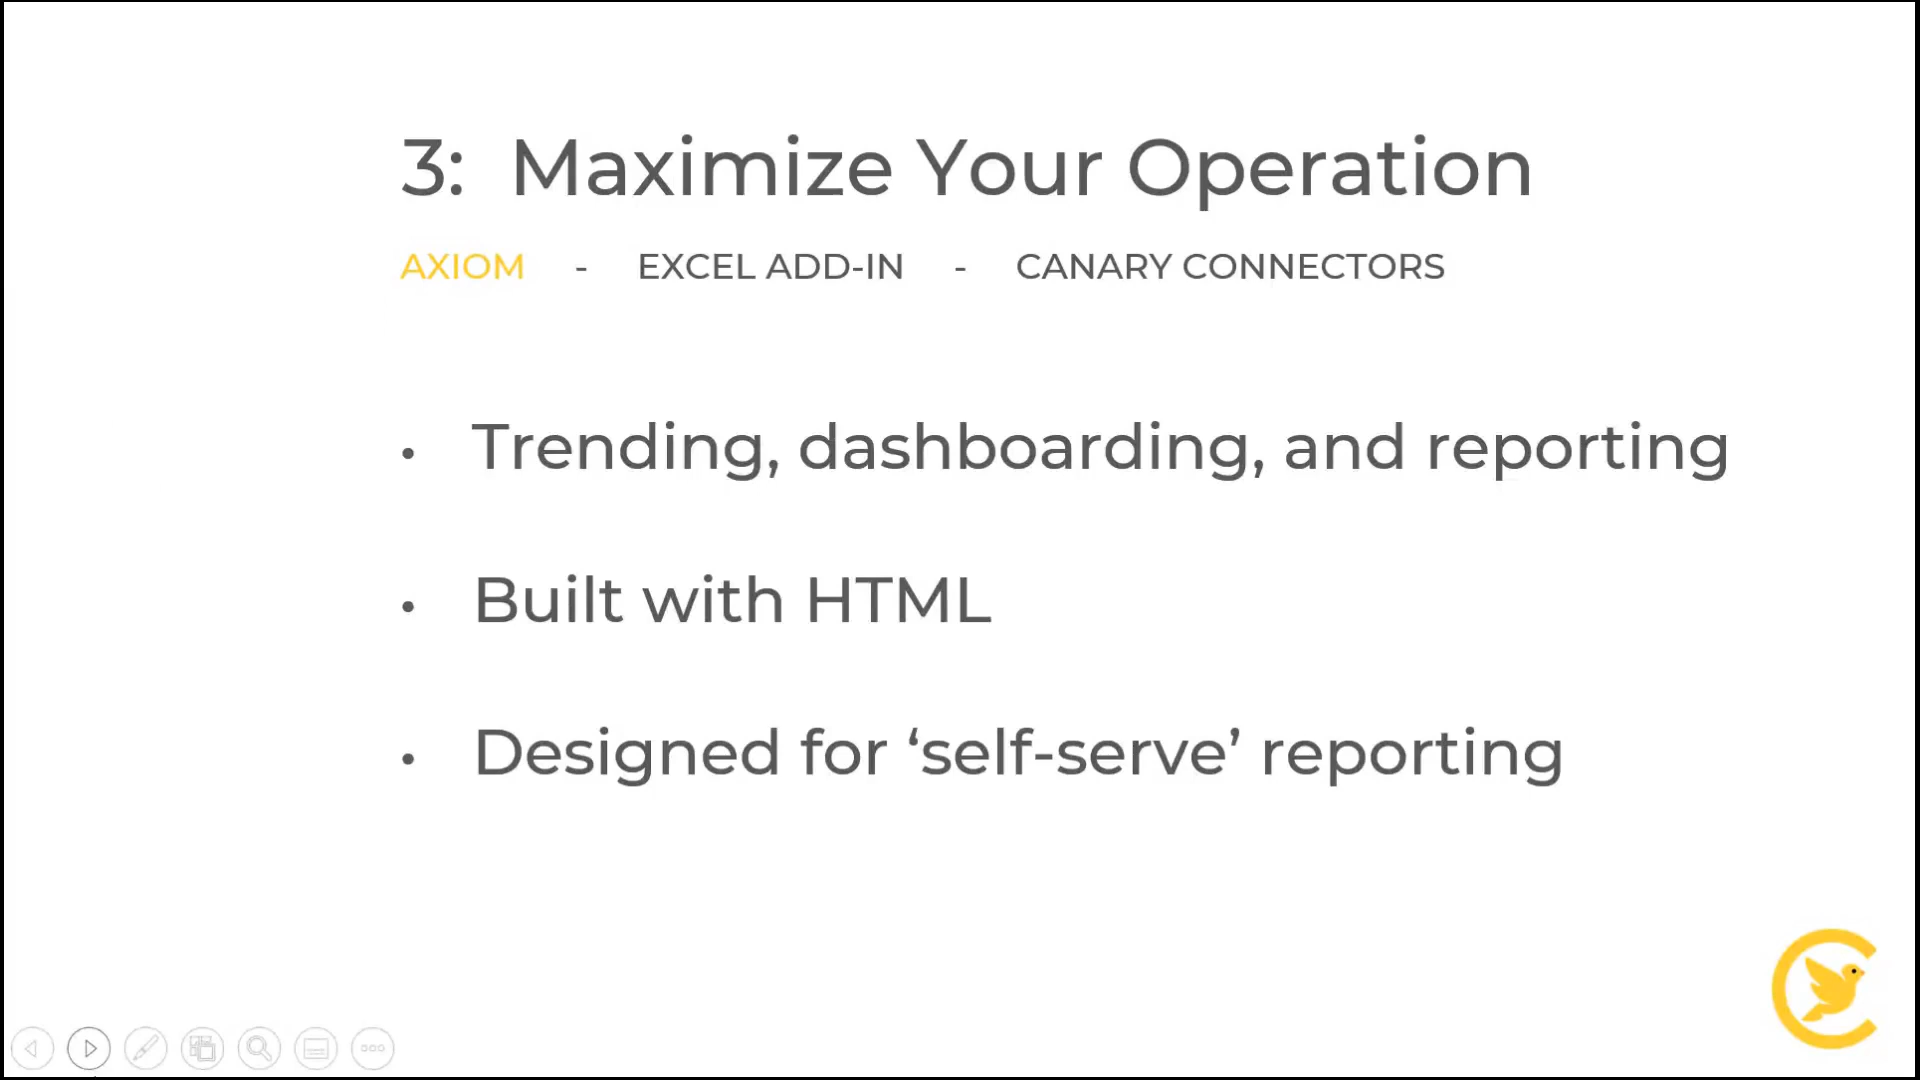 3: Maximize Your Operation
AXIOM - EXCEL ADD-IN - CANARY CONNECTORS
• Trending, dashboarding, and reporting
• Built with HTML
• Designed for ‘self-serve’ reporting